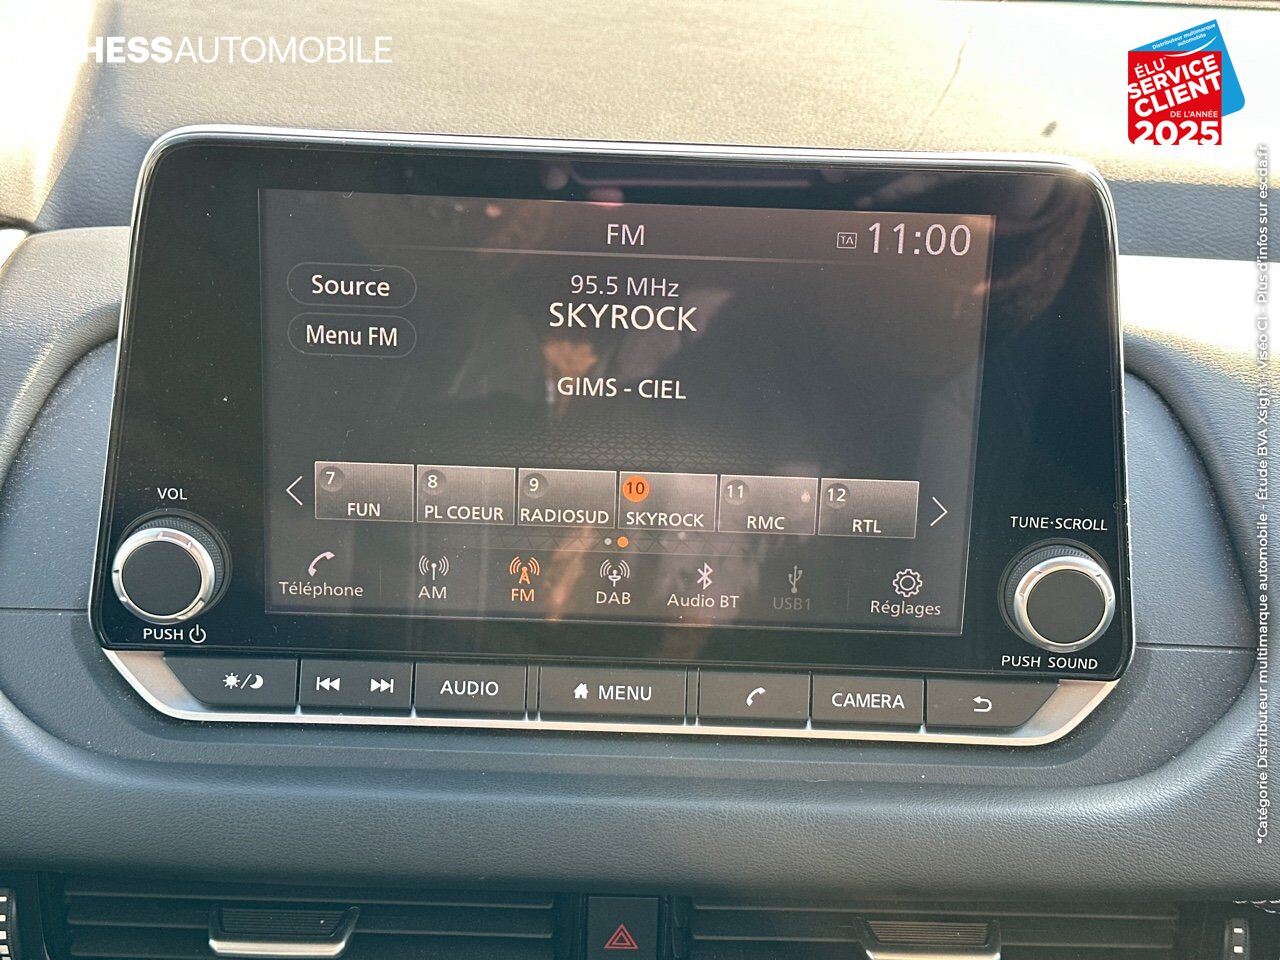 HESSAUTOMOBILE
Distributeur multimarque
automobile
ÉLU
SERVICE
CLIENT
DE L'ANNÉE
2025
*Catégorie Distributeur multimarque automobile - Étude BVA Xsight - Viséo CI - Plus d'infos sur escda.fr
FM
TA 11:00
Source
95.5 MHz
SKYROCK
Menu FM
GIMS - CIEL
7 FUN
8 PL COEUR
9 RADIOSUD
10 SKYROCK
11 RMC
12 RTL
VOL
PUSH
TUNE·SCROLL
PUSH SOUND
Téléphone
AM
FM
DAB
Audio BT
USB1
Réglages
AUDIO
MENU
CAMERA